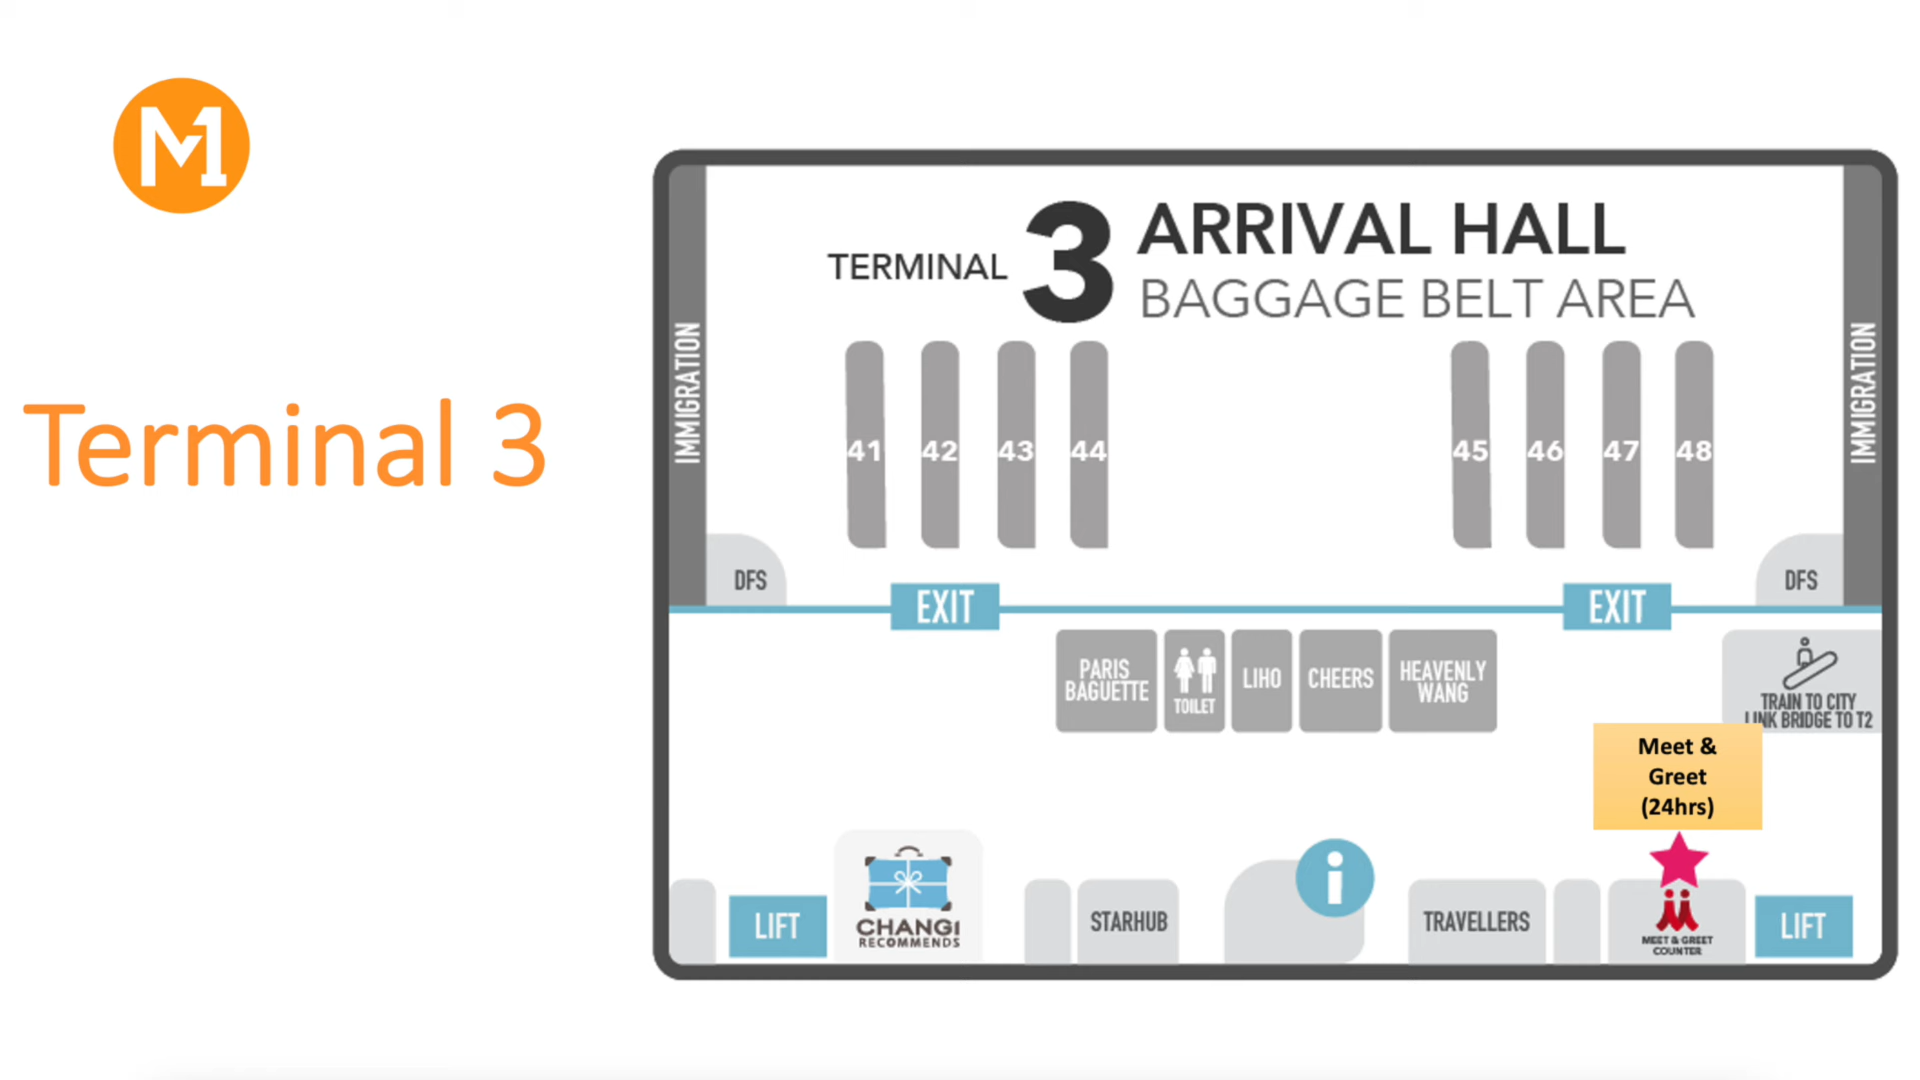 M1
Terminal 3
TERMINAL 3
ARRIVAL HALL
BAGGAGE BELT AREA
IMMIGRATION
IMMIGRATION
41 42 43 44 45 46 47 48
DFS
DFS
EXIT
EXIT
PARIS
BAGUETTE
TOILET
LIHO
CHEERS
HEAVENLY
WANG
TRAIN TO CITY
LINK BRIDGE TO T2
Meet &
Greet
(24hrs)
LIFT
CHANGI
RECOMMENDS
STARHUB
i
TRAVELLERS
MEET & GREET
COUNTER
LIFT